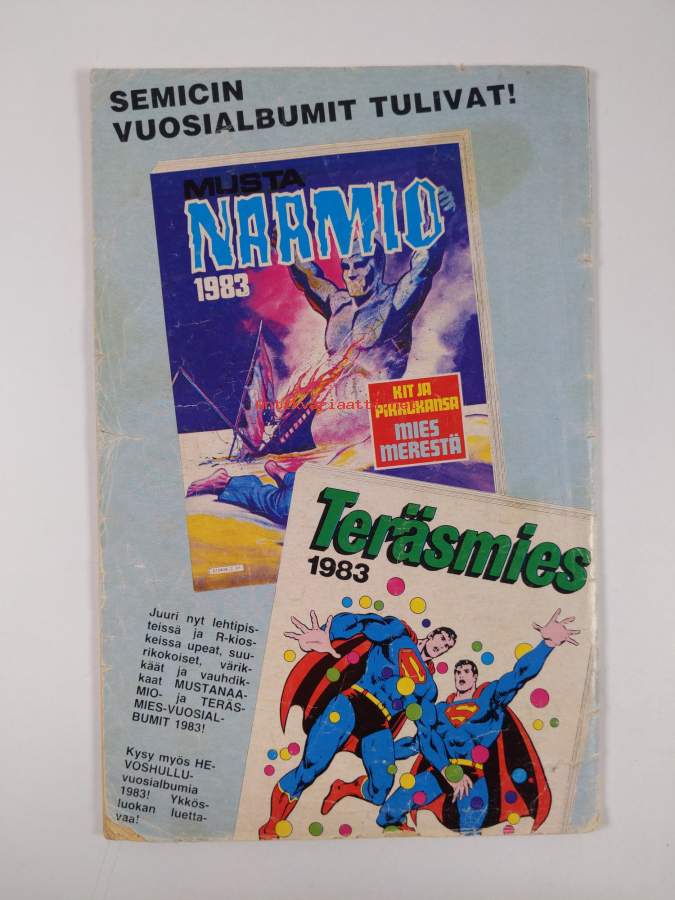 SEMICIN
VUOSIALBUMIT TULIVAT!
MUSTA
NAAMIO
1983
KIT JA
PIKKUKANSA
MIES
MERESTÄ
Teräsmies
1983
Juuri nyt lehtipis-
teissä ja R-kios-
keissa upeat, suu-
rikokoiset, värik-
käät ja vauhdik-
kaat MUSTANAA-
MIO- ja TERÄS-
MIES-VUOSIAL-
BUMIT 1983!
Kysy myös HE-
VOSHULLU-
vuosialbumia
1983! Ykkös-
luokan luetta-
vaa!